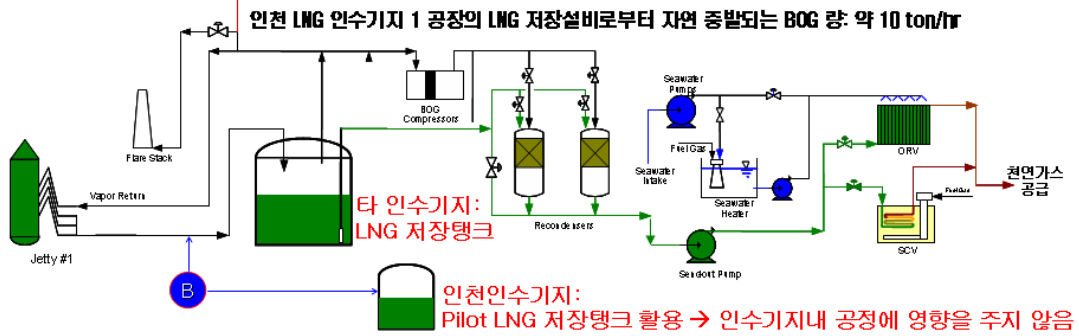 인천 LNG 인수기지 1 공장의 LNG 저장설비로부터 자연 증발되는 BOG 량: 약 10 ton/hr
BOG
Compressors
Seawater
Pumps
Flare Stack
Fuel Gas
Seawater
Intake
Seawater
Heater
ORV
천연가스
공급
Fuel Gas
SCV
Vapor Return
타 인수기지:
LNG 저장탱크
Recondensers
Sendout Pump
Jetty #1
B
인천인수기지:
Pilot LNG 저장탱크 활용 → 인수기지내 공정에 영향을 주지 않음